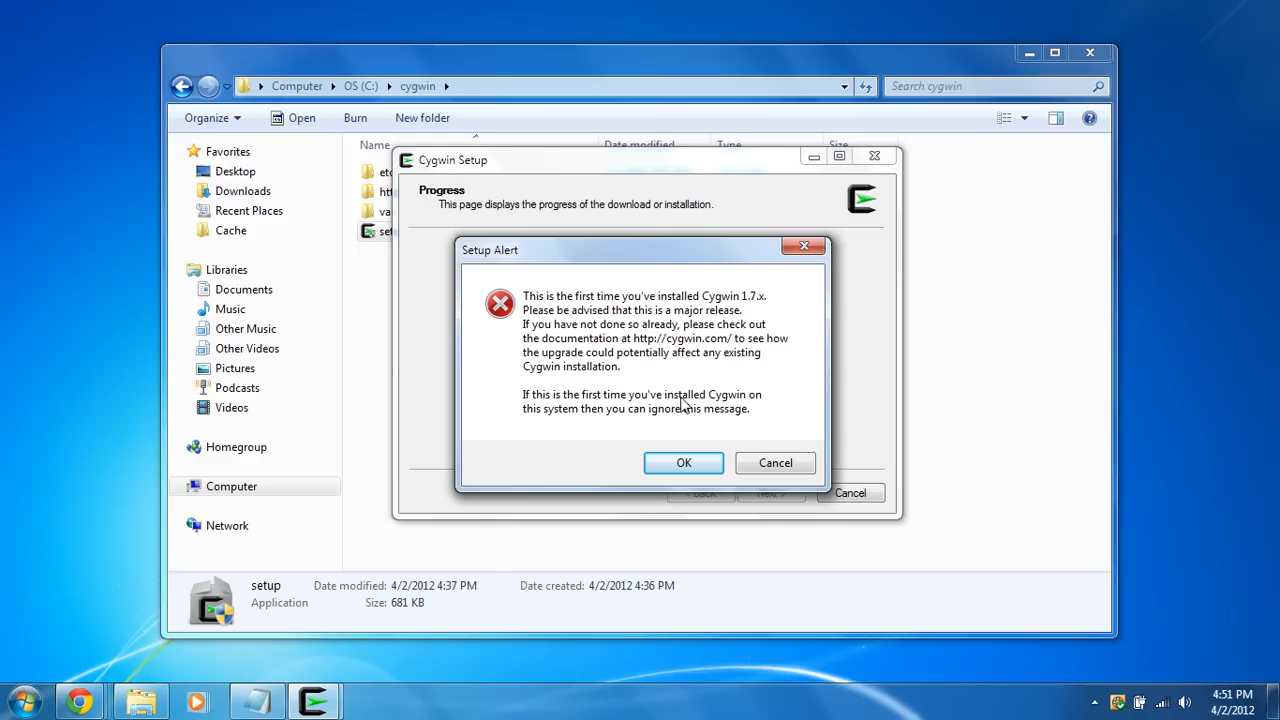 Computer
OS (C:)
cygwin
Search cygwin
Organize
Open
Burn
New folder
Name
Date modified
Type
Size
Favorites
Desktop
Downloads
Recent Places
Cache
Libraries
Documents
Music
Other Music
Other Videos
Pictures
Podcasts
Videos
Homegroup
Computer
Network
Cygwin Setup
Progress
This page displays the progress of the download or installation.
Setup Alert
This is the first time you've installed Cygwin 1.7.x.
Please be advised that this is a major release.
If you have not done so already, please check out
the documentation at http://cygwin.com/ to see how
the upgrade could potentially affect any existing
Cygwin installation.
If this is the first time you've installed Cygwin on
this system then you can ignore this message.
OK
Cancel
< Back
Next >
Cancel
setup
Date modified: 4/2/2012 4:37 PM
Date created: 4/2/2012 4:36 PM
Application
Size: 681 KB
4:51 PM
4/2/2012